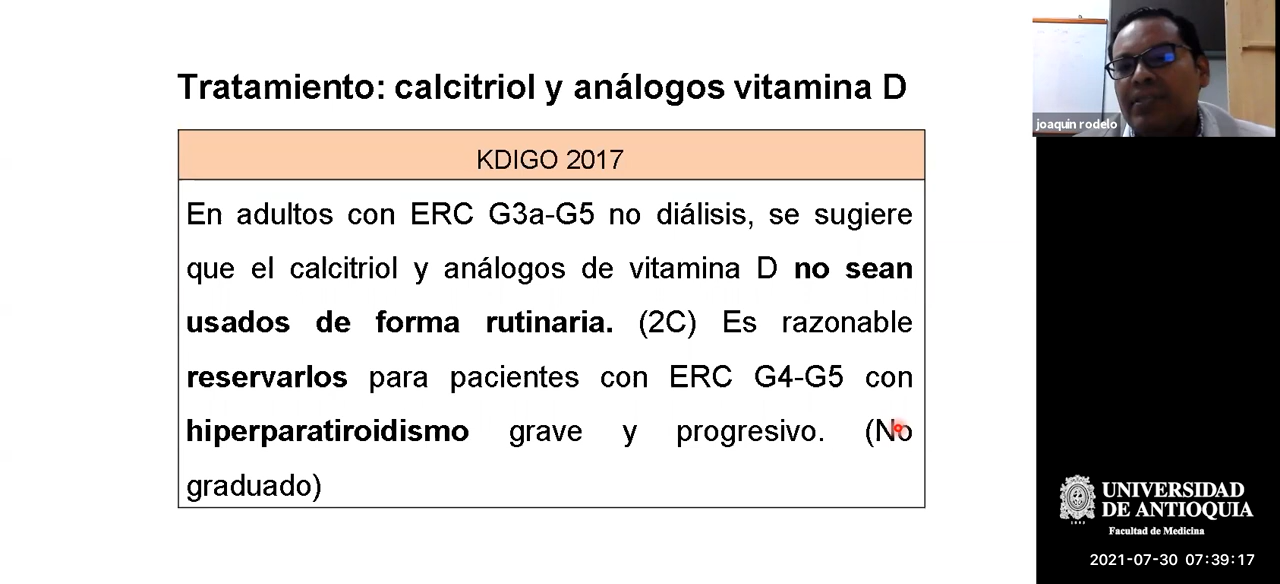 Tratamiento: calcitriol y análogos vitamina D
KDIGO 2017
En adultos con ERC G3a-G5 no diálisis, se sugiere
que el calcitriol y análogos de vitamina D no sean
usados de forma rutinaria. (2C) Es razonable
reservarlos para pacientes con ERC G4-G5 con
hiperparatiroidismo grave y progresivo. (No
graduado)
joaquin rodelo
UNIVERSIDAD
DE ANTIOQUIA
1803
Facultad de Medicina
2021-07-30 07:39:17